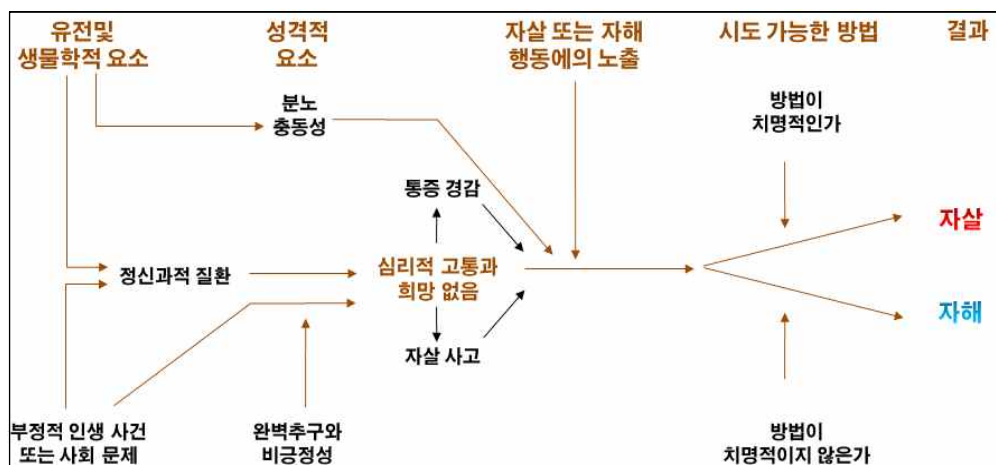 유전및
생물학적 요소
성격적
요소
자살 또는 자해
행동에의 노출
시도 가능한 방법
결과
분노
충동성
방법이
치명적인가
통증 경감
자살
정신과적 질환
심리적 고통과
희망 없음
자해
자살 사고
부정적 인생 사건
또는 사회 문제
완벽추구와
비긍정성
방법이
치명적이지 않은가